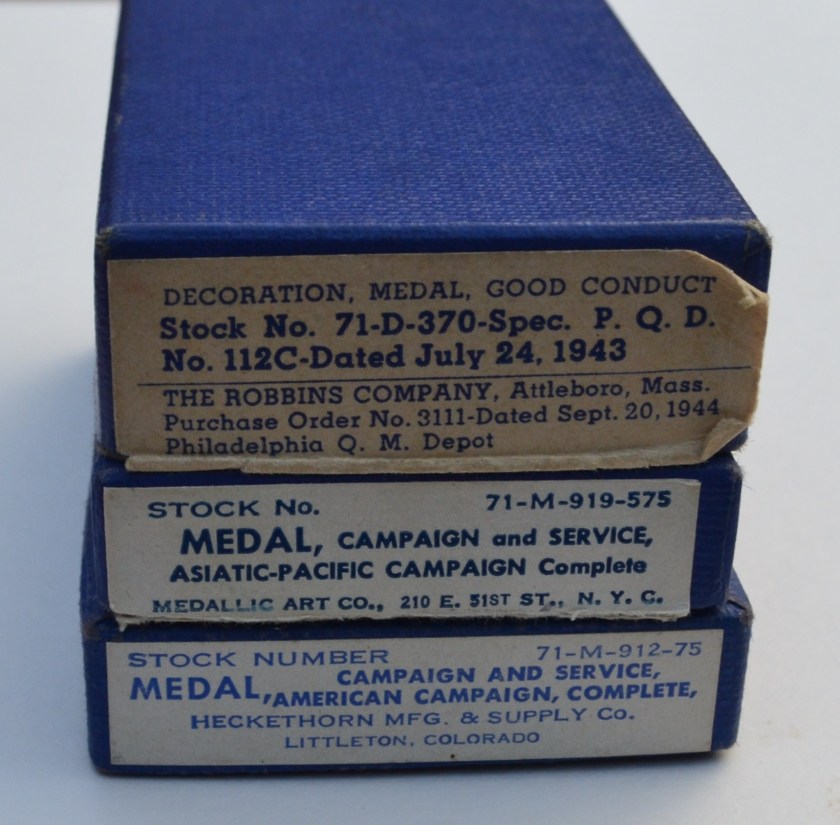 DECORATION, MEDAL, GOOD CONDUCT
Stock No. 71-D-370-Spec. P. Q. D.
No. 112C-Dated July 24, 1943
THE ROBBINS COMPANY, Attleboro, Mass.
Purchase Order No. 3111-Dated Sept. 20, 1944
Philadelphia Q. M. Depot
STOCK No. 71-M-919-575
MEDAL, CAMPAIGN and SERVICE,
ASIATIC-PACIFIC CAMPAIGN Complete
MEDALLIC ART CO., 210 E. 51ST ST., N. Y. C.
STOCK NUMBER 71-M-912-75
MEDAL, CAMPAIGN AND SERVICE,
AMERICAN CAMPAIGN, COMPLETE,
HECKETHORN MFG. & SUPPLY Co.
LITTLETON, COLORADO